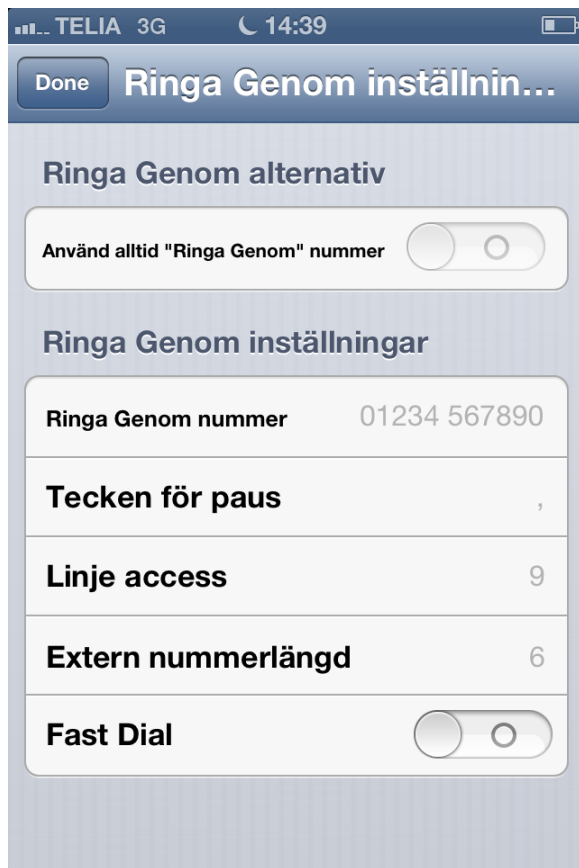 TELIA 3G 14:39
Done Ringa Genom inställnin...
Ringa Genom alternativ
Använd alltid "Ringa Genom" nummer
Ringa Genom inställningar
Ringa Genom nummer 01234 567890
Tecken för paus ,
Linje access 9
Extern nummerlängd 6
Fast Dial